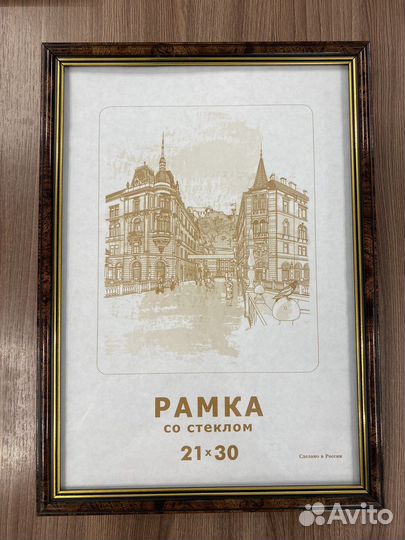 РАМКА
со стеклом
21×30
Сделано в России
Avito